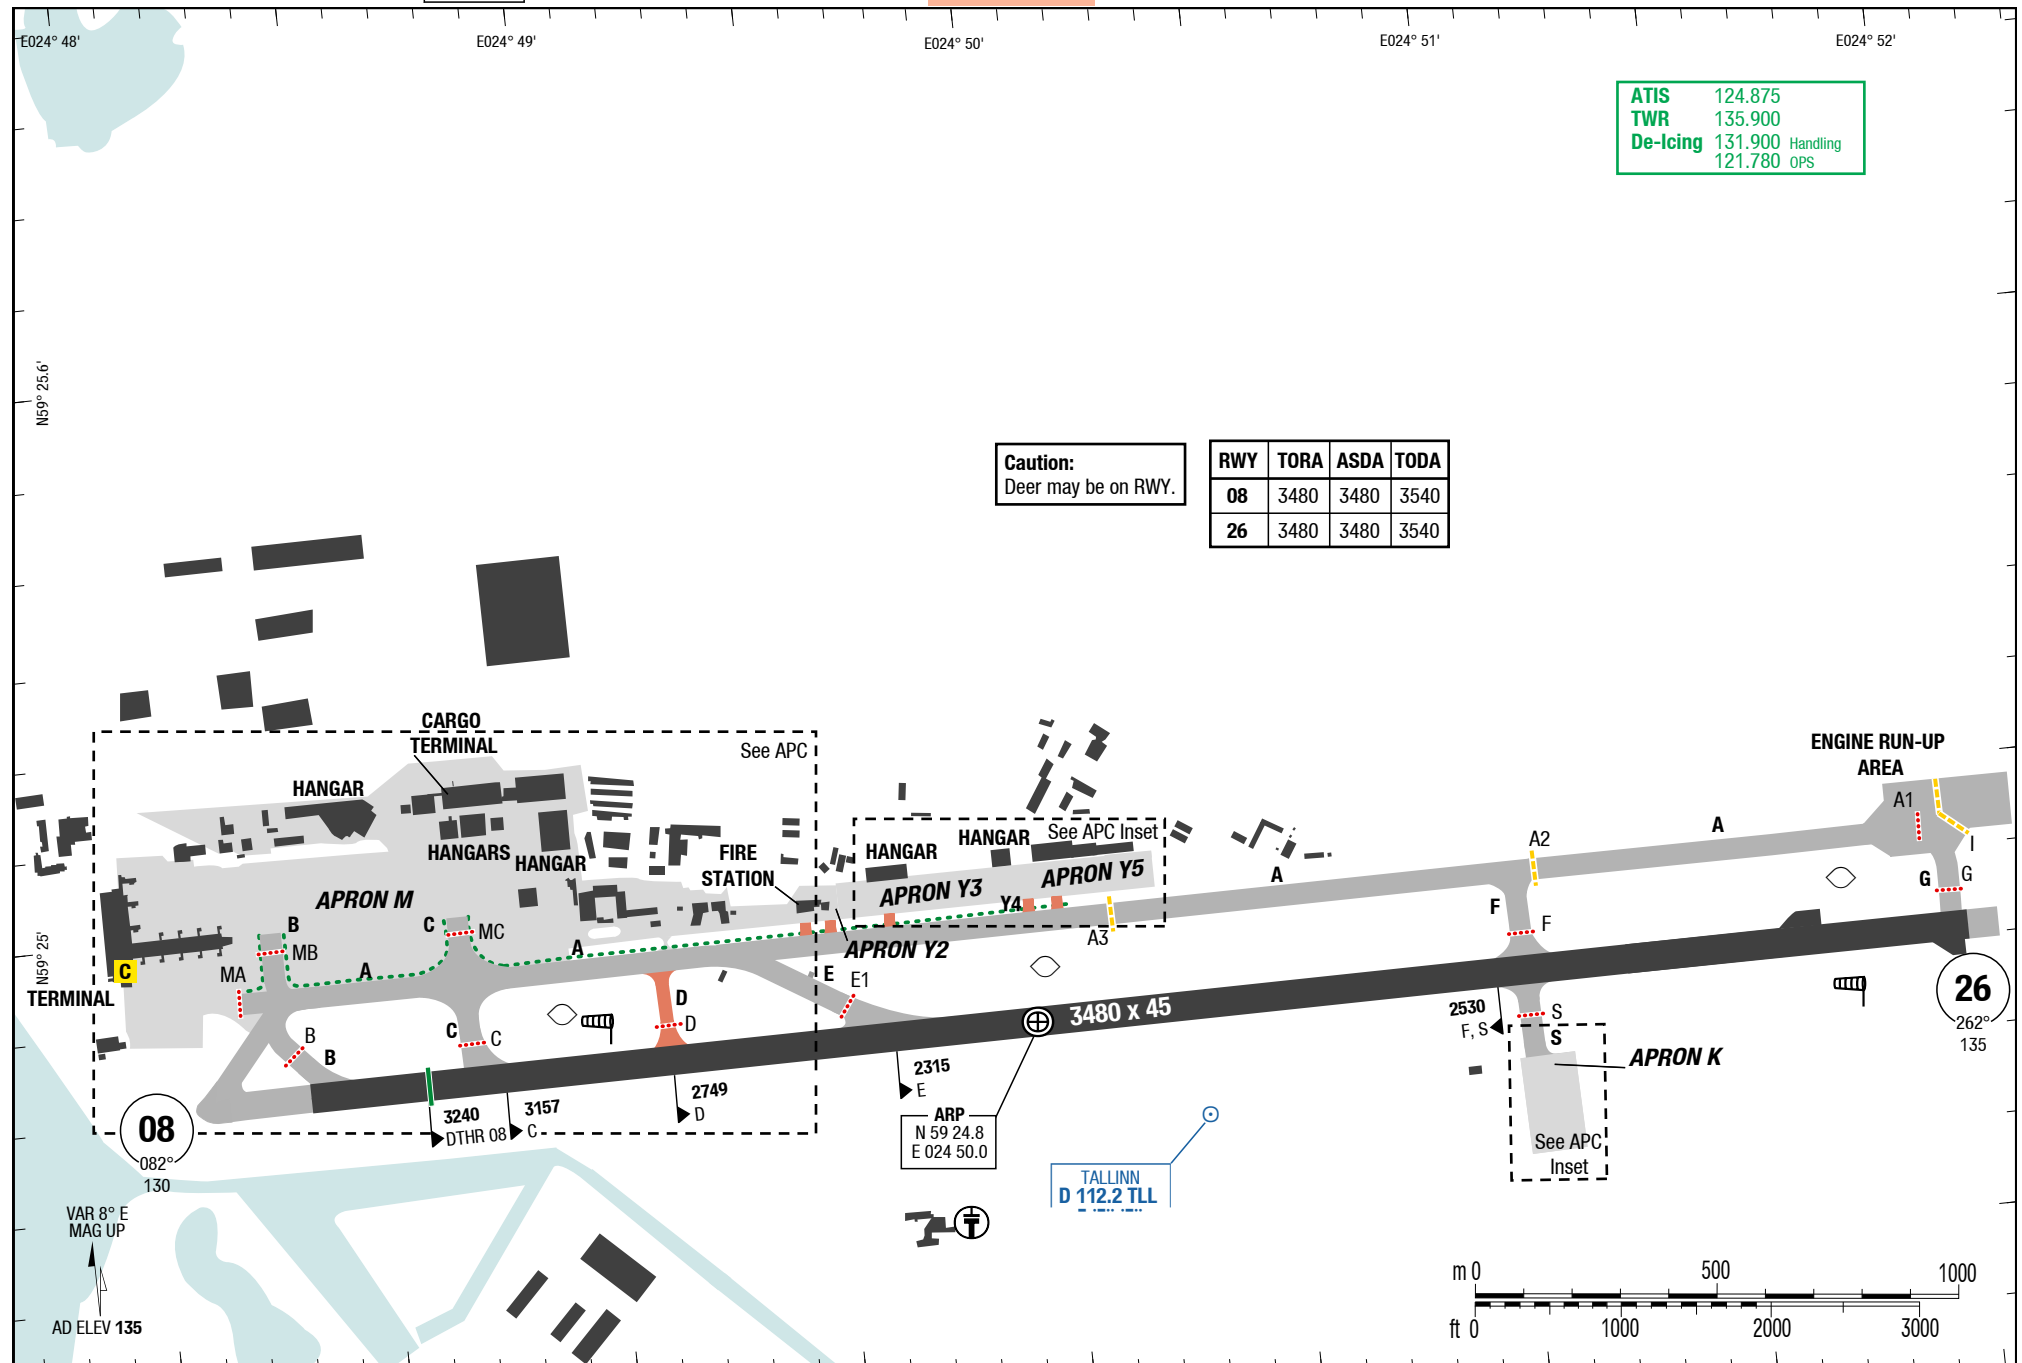 E024° 48'
E024° 49'
E024° 50'
E024° 51'
E024° 52'
ATIS 124.875
TWR 135.900
De-Icing 131.900 Handling
121.780 OPS
N59° 25.6'
Caution:
Deer may be on RWY.
RWY TORA ASDA TODA
08 3480 3480 3540
26 3480 3480 3540
CARGO
TERMINAL
See APC
HANGAR
ENGINE RUN-UP
AREA
A1
HANGARS
HANGAR
FIRE
STATION
HANGAR
HANGAR
See APC Inset
APRON Y3
APRON Y5
Y4
A
A2
A
I
G
G
APRON M
B
MB
C
MC
A
A
APRON Y2
A3
F
F
N59° 25'
C
TERMINAL
MA
B
B
C
C
D
D
E
E1
3480 x 45
2530
F, S
S
S
APRON K
26
262°
135
2315
E
2749
D
3157
C
3240
DTHR 08
08
082°
130
ARP
N 59 24.8
E 024 50.0
See APC
Inset
TALLINN
D 112.2 TLL
VAR 8° E
MAG UP
AD ELEV 135
m 0 500 1000
ft 0 1000 2000 3000